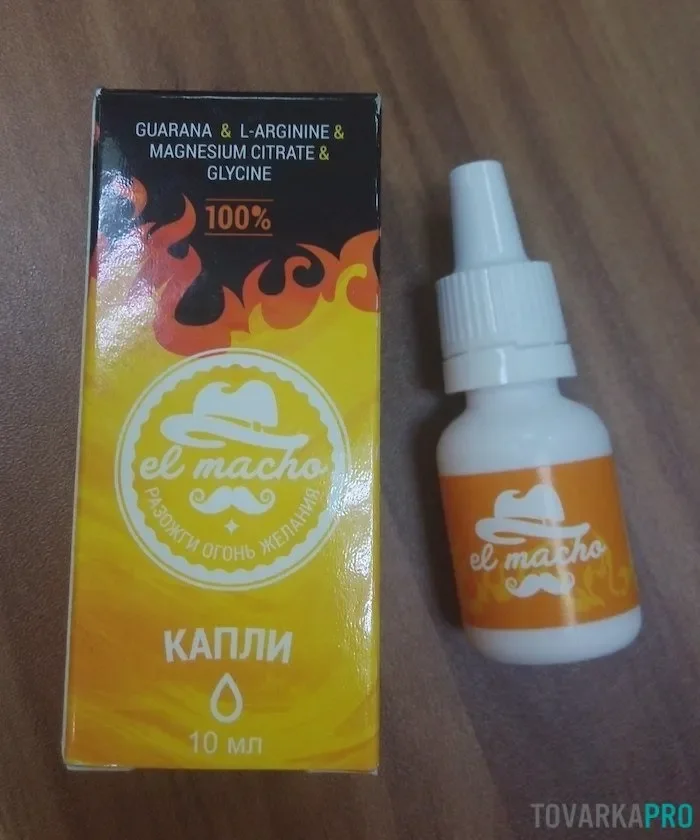 GUARANA & L-ARGININE &
MAGNESIUM CITRATE &
GLYCINE
100%
el macho
РАЗОЖГИ ОГОНЬ ЖЕЛАНИЯ
КАПЛИ
10 мл
el macho
TOVARKAPRO